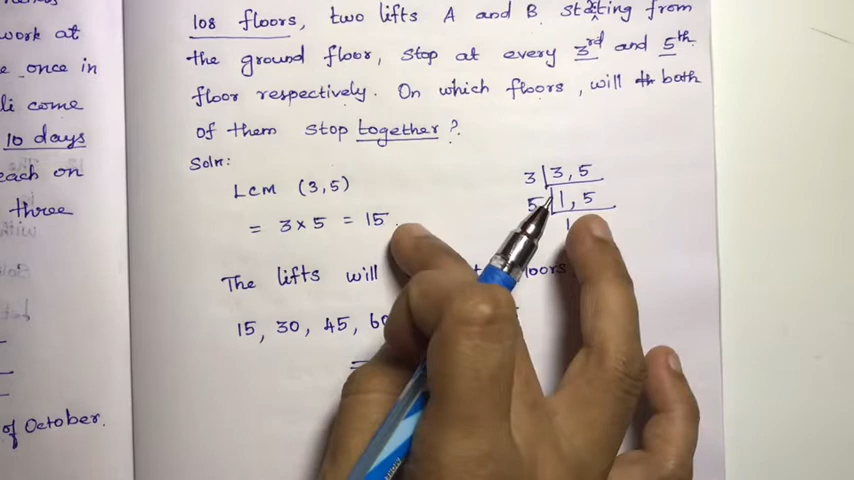 work at
once in
come
10 days
each on
three
of October.
108 floors, two lifts A and B starting from
the ground floor, stop at every 3rd and 5th
floor respectively. On which floors, will both
of them stop together?
Soln:
LCM (3,5)
= 3 × 5 = 15.
3 | 3, 5
5 | 1, 5
1
The lifts will
15, 30, 45, 60
=